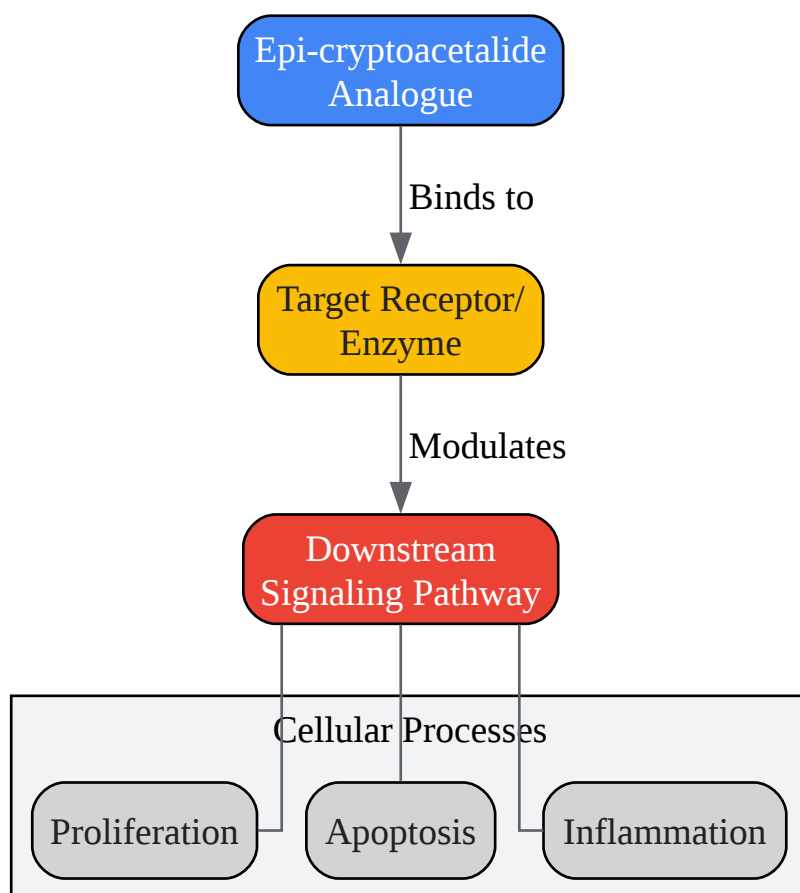 Epi-cryptoacetalide
Analogue
Binds to
Target Receptor/
Enzyme
Modulates
Downstream
Signaling Pathway
Cellular Processes
Proliferation
Apoptosis
Inflammation